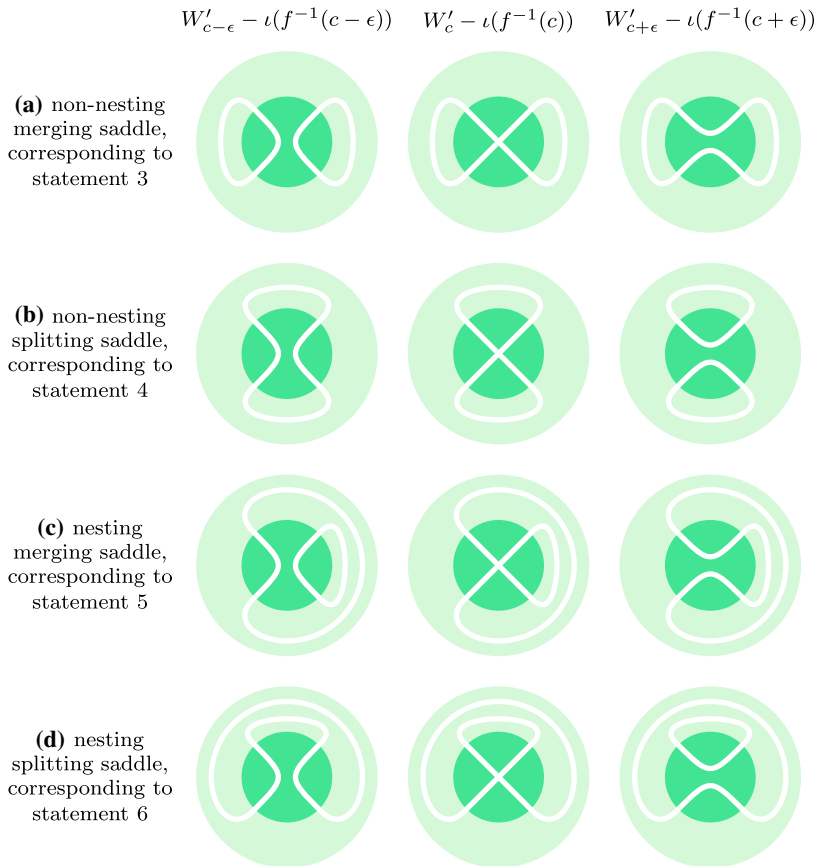 W′_{c−ϵ} − ι(f⁻¹(c − ϵ)) W′_c − ι(f⁻¹(c)) W′_{c+ϵ} − ι(f⁻¹(c + ϵ))
(a) non-nesting
merging saddle,
corresponding to
statement 3
(b) non-nesting
splitting saddle,
corresponding to
statement 4
(c) nesting
merging saddle,
corresponding to
statement 5
(d) nesting
splitting saddle,
corresponding to
statement 6